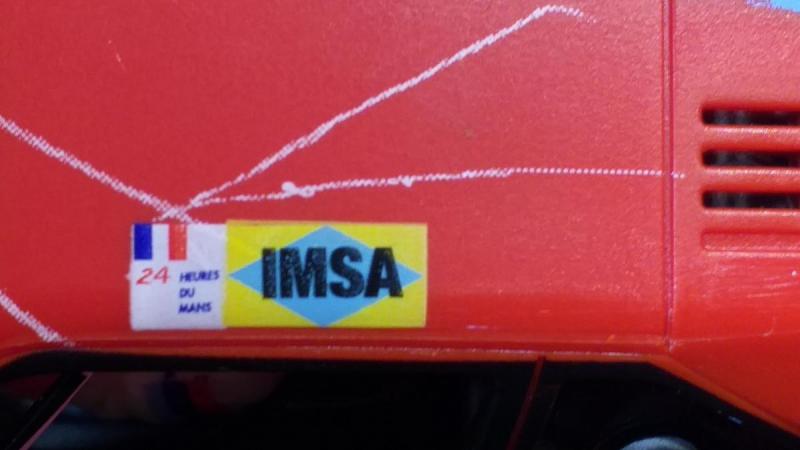 24
HEURES
DU
MANS
IMSA